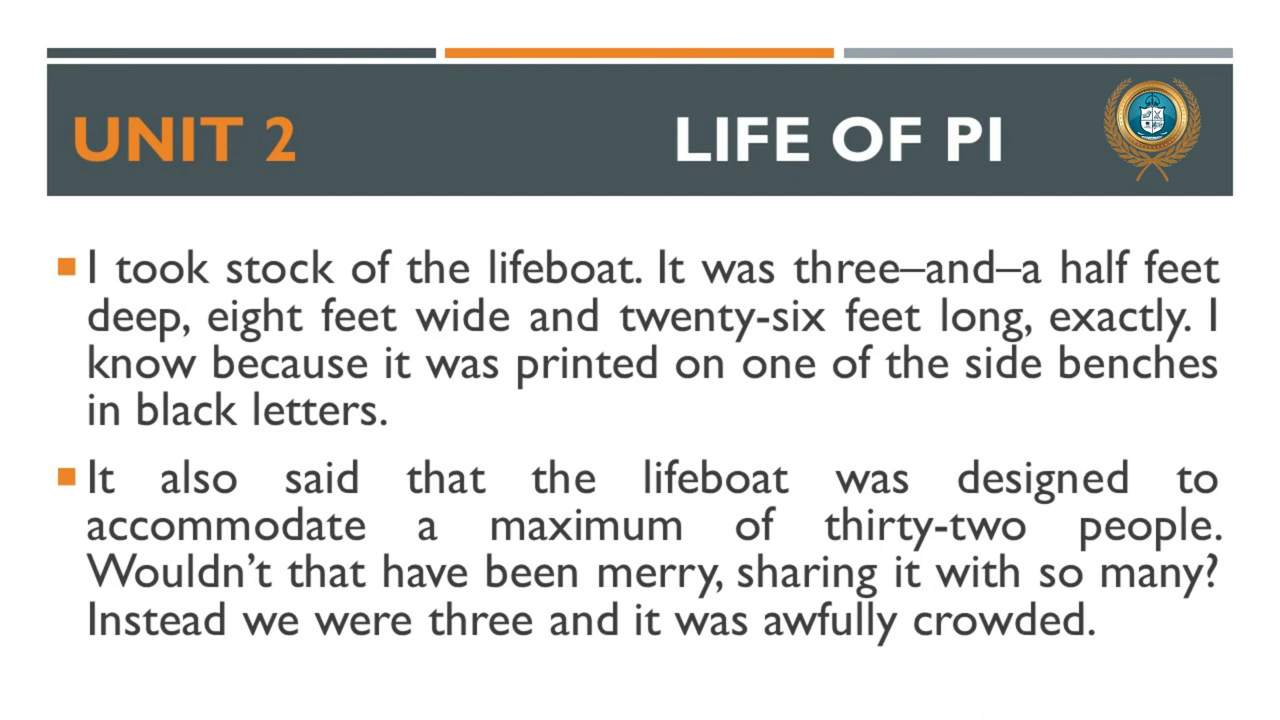 UNIT 2 LIFE OF PI
I took stock of the lifeboat. It was three–and–a half feet
deep, eight feet wide and twenty-six feet long, exactly. I
know because it was printed on one of the side benches
in black letters.
It also said that the lifeboat was designed to
accommodate a maximum of thirty-two people.
Wouldn’t that have been merry, sharing it with so many?
Instead we were three and it was awfully crowded.